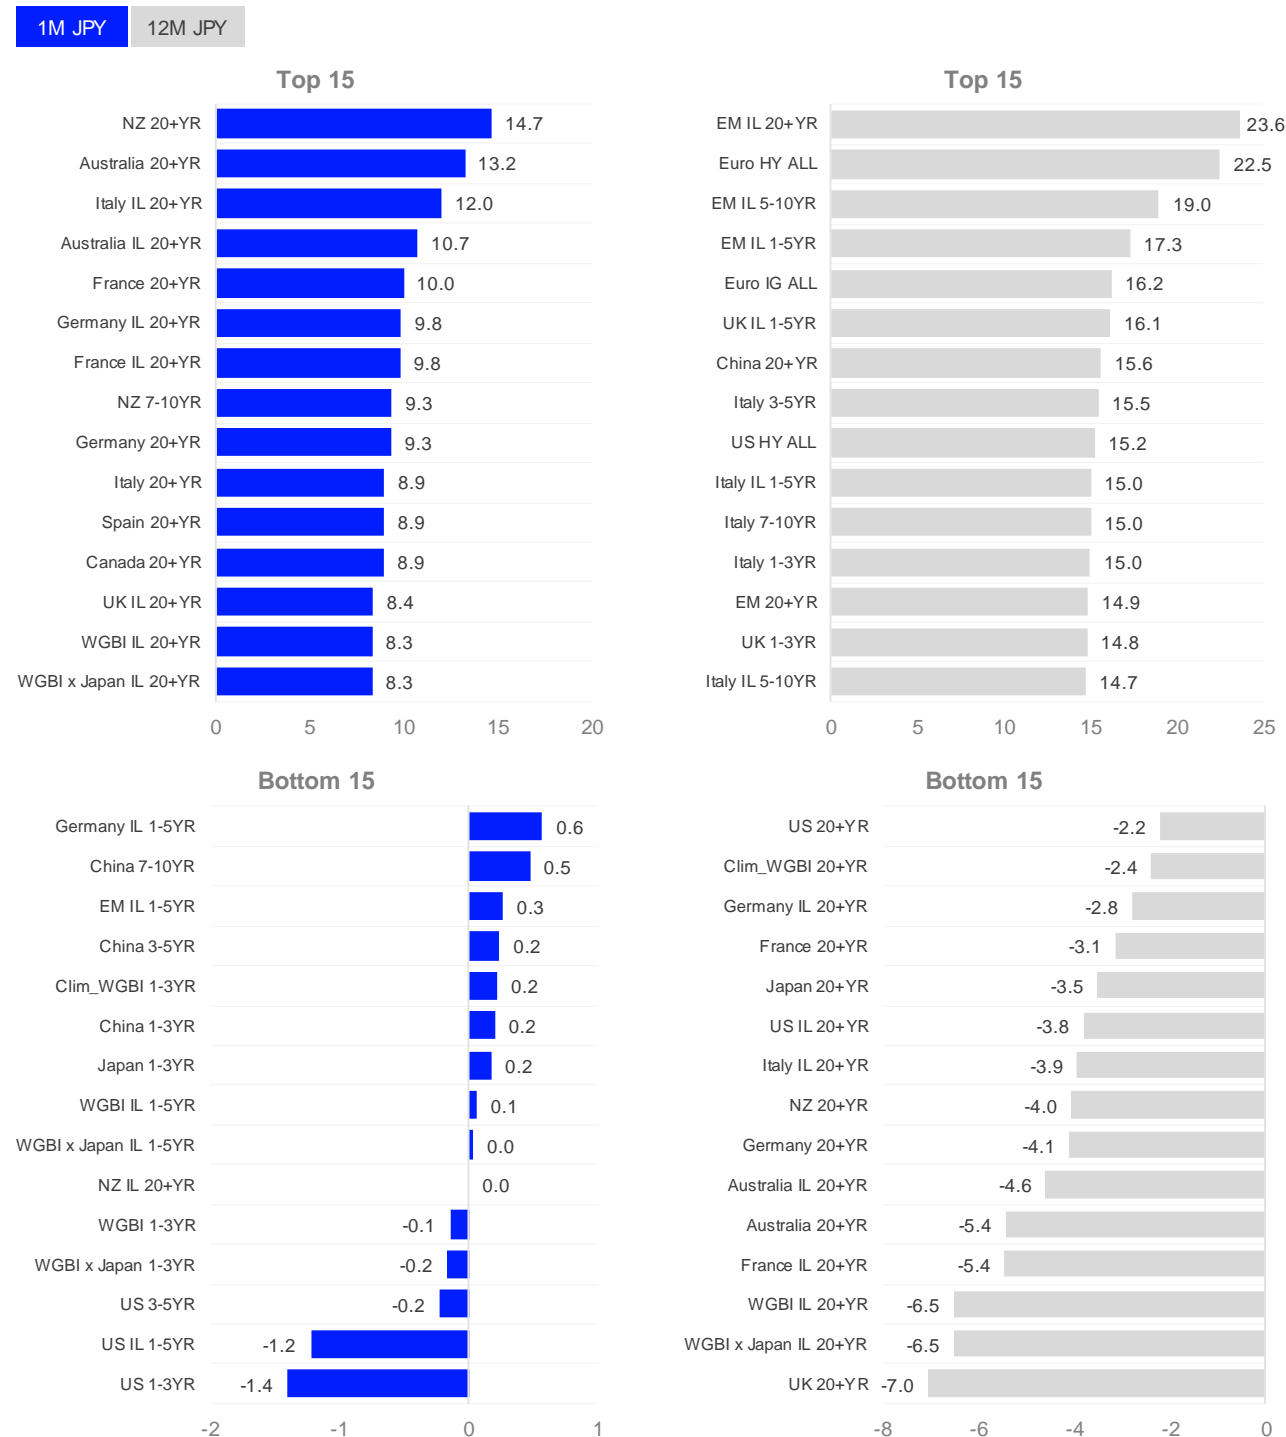 1M JPY 12M JPY
Top 15
NZ 20+YR 14.7
Australia 20+YR 13.2
Italy IL 20+YR 12.0
Australia IL 20+YR 10.7
France 20+YR 10.0
Germany IL 20+YR 9.8
France IL 20+YR 9.8
NZ 7-10YR 9.3
Germany 20+YR 9.3
Italy 20+YR 8.9
Spain 20+YR 8.9
Canada 20+YR 8.9
UK IL 20+YR 8.4
WGBI IL 20+YR 8.3
WGBI x Japan IL 20+YR 8.3
0 5 10 15 20
Top 15
EM IL 20+YR 23.6
Euro HY ALL 22.5
EM IL 5-10YR 19.0
EM IL 1-5YR 17.3
Euro IG ALL 16.2
UK IL 1-5YR 16.1
China 20+YR 15.6
Italy 3-5YR 15.5
US HY ALL 15.2
Italy IL 1-5YR 15.0
Italy 7-10YR 15.0
Italy 1-3YR 15.0
EM 20+YR 14.9
UK 1-3YR 14.8
Italy IL 5-10YR 14.7
0 5 10 15 20 25
Bottom 15
Germany IL 1-5YR 0.6
China 7-10YR 0.5
EM IL 1-5YR 0.3
China 3-5YR 0.2
Clim_WGBI 1-3YR 0.2
China 1-3YR 0.2
Japan 1-3YR 0.2
WGBI IL 1-5YR 0.1
WGBI x Japan IL 1-5YR 0.0
NZ IL 20+YR 0.0
WGBI 1-3YR -0.1
WGBI x Japan 1-3YR -0.2
US 3-5YR -0.2
US IL 1-5YR -1.2
US 1-3YR -1.4
-2 -1 0 1
Bottom 15
US 20+YR -2.2
Clim_WGBI 20+YR -2.4
Germany IL 20+YR -2.8
France 20+YR -3.1
Japan 20+YR -3.5
US IL 20+YR -3.8
Italy IL 20+YR -3.9
NZ 20+YR -4.0
Germany 20+YR -4.1
Australia IL 20+YR -4.6
Australia 20+YR -5.4
France IL 20+YR -5.4
WGBI IL 20+YR -6.5
WGBI x Japan IL 20+YR -6.5
UK 20+YR -7.0
-8 -6 -4 -2 0